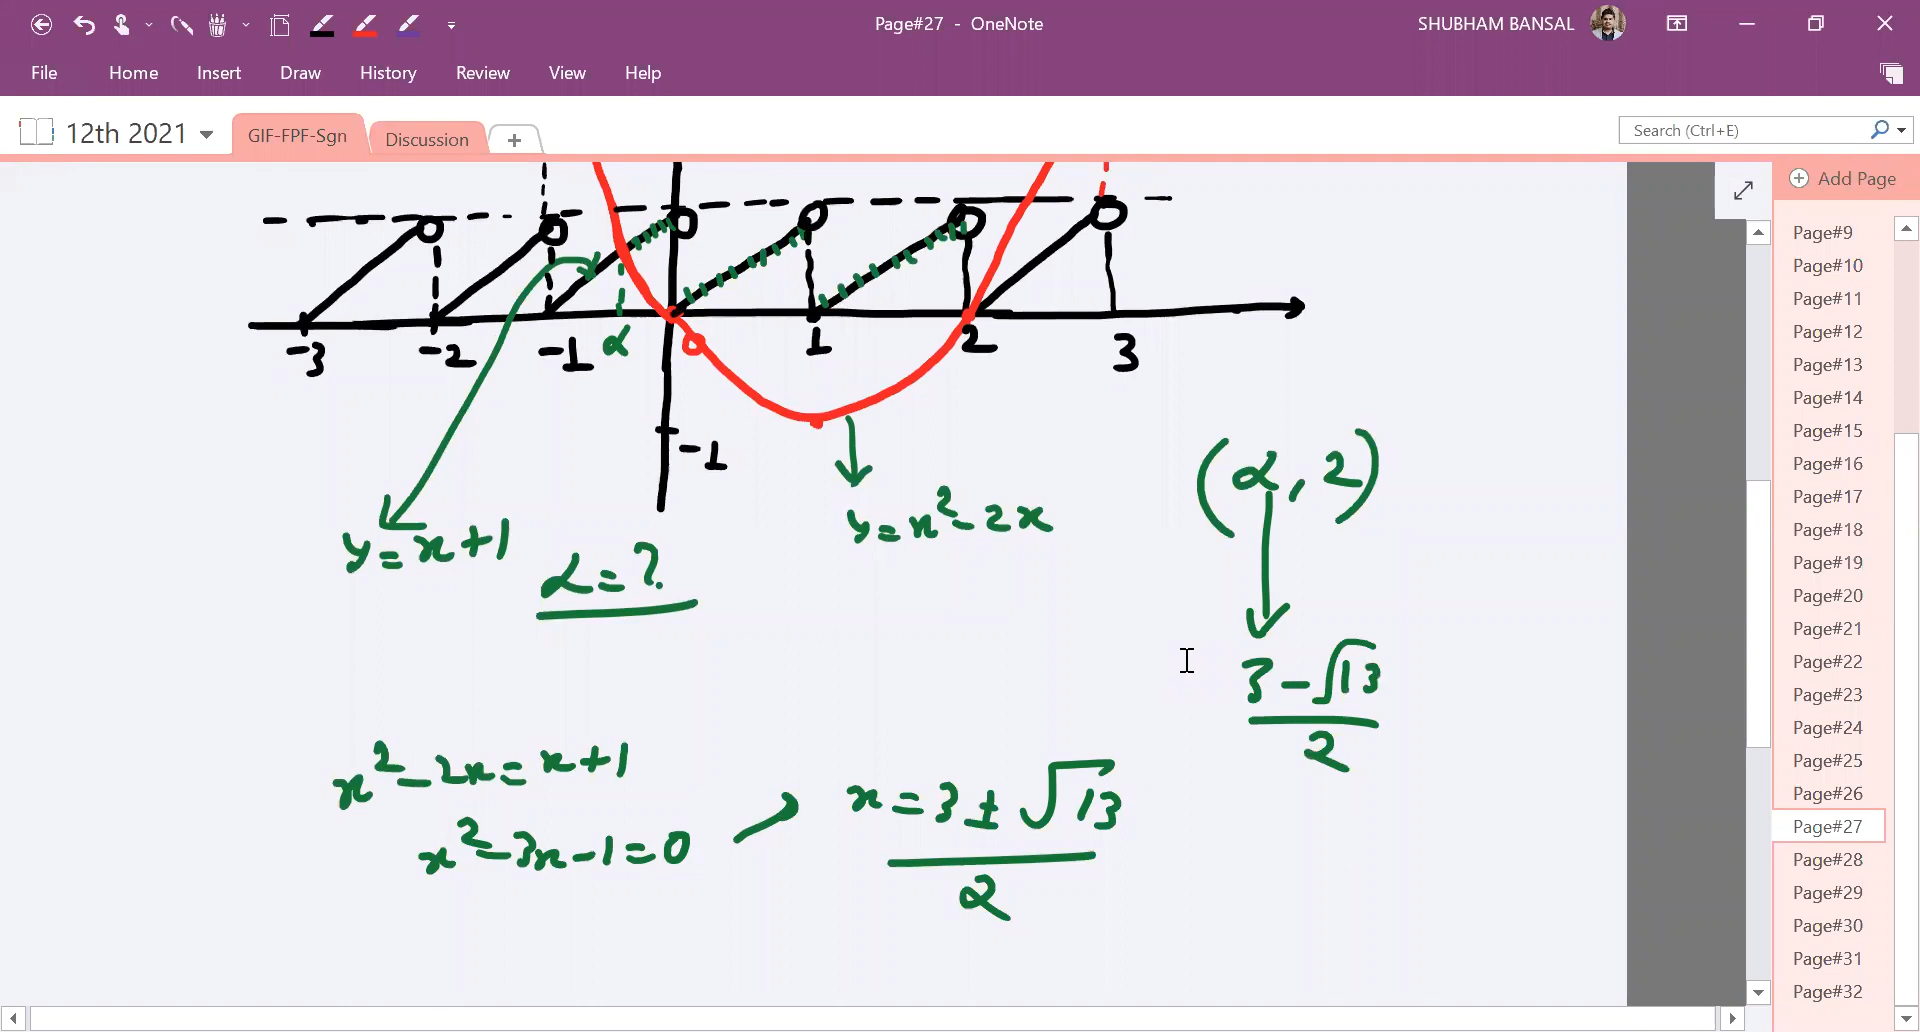 Page#27 - OneNote
SHUBHAM BANSAL
File Home Insert Draw History Review View Help
12th 2021
GIF-FPF-Sgn
Discussion
+
Search (Ctrl+E)
Add Page
-3 -2 -1 α 0 1 2 3
-1
y=x+1
α=?
y=x²-2x
(α, 2)
3-√13
2
x²-2x=x+1
x²-3x-1=0
x=3±√13
2
Page#9
Page#10
Page#11
Page#12
Page#13
Page#14
Page#15
Page#16
Page#17
Page#18
Page#19
Page#20
Page#21
Page#22
Page#23
Page#24
Page#25
Page#26
Page#27
Page#28
Page#29
Page#30
Page#31
Page#32